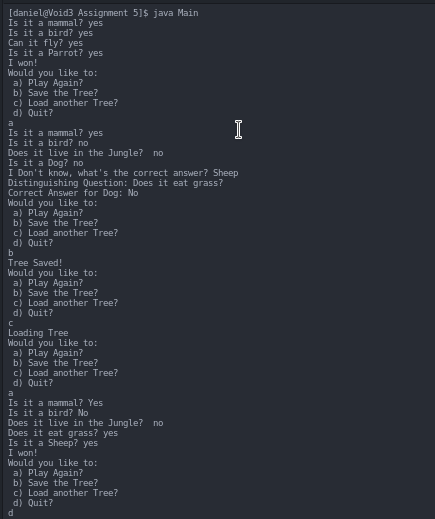 [daniel@Void3 Assignment 5]$ java Main
Is it a mammal? yes
Is it a bird? yes
Can it fly? yes
Is it a Parrot? yes
I won!
Would you like to:
 a) Play Again?
 b) Save the Tree?
 c) Load another Tree?
 d) Quit?
a
Is it a mammal? yes
Is it a bird? no
Does it live in the Jungle?  no
Is it a Dog? no
I Don't know, what's the correct answer? Sheep
Distinguishing Question: Does it eat grass?
Correct Answer for Dog: No
Would you like to:
 a) Play Again?
 b) Save the Tree?
 c) Load another Tree?
 d) Quit?
b
Tree Saved!
Would you like to:
 a) Play Again?
 b) Save the Tree?
 c) Load another Tree?
 d) Quit?
c
Loading Tree
Would you like to:
 a) Play Again?
 b) Save the Tree?
 c) Load another Tree?
 d) Quit?
a
Is it a mammal? Yes
Is it a bird? No
Does it live in the Jungle?  no
Does it eat grass? yes
Is it a Sheep? yes
I won!
Would you like to:
 a) Play Again?
 b) Save the Tree?
 c) Load another Tree?
 d) Quit?
d